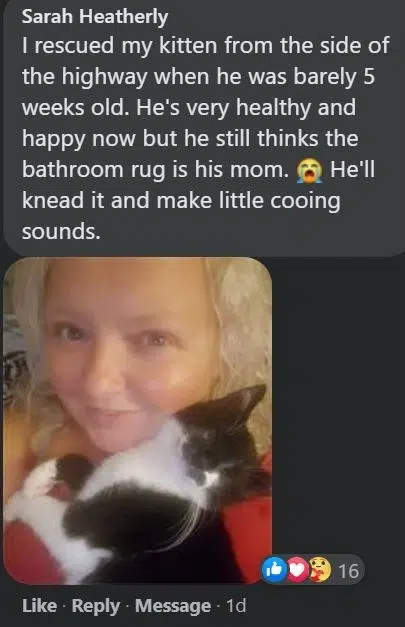 Sarah Heatherly
I rescued my kitten from the side of
the highway when he was barely 5
weeks old. He's very healthy and
happy now but he still thinks the
bathroom rug is his mom. 😭 He'll
knead it and make little cooing
sounds.
16
Like · Reply · Message · 1d